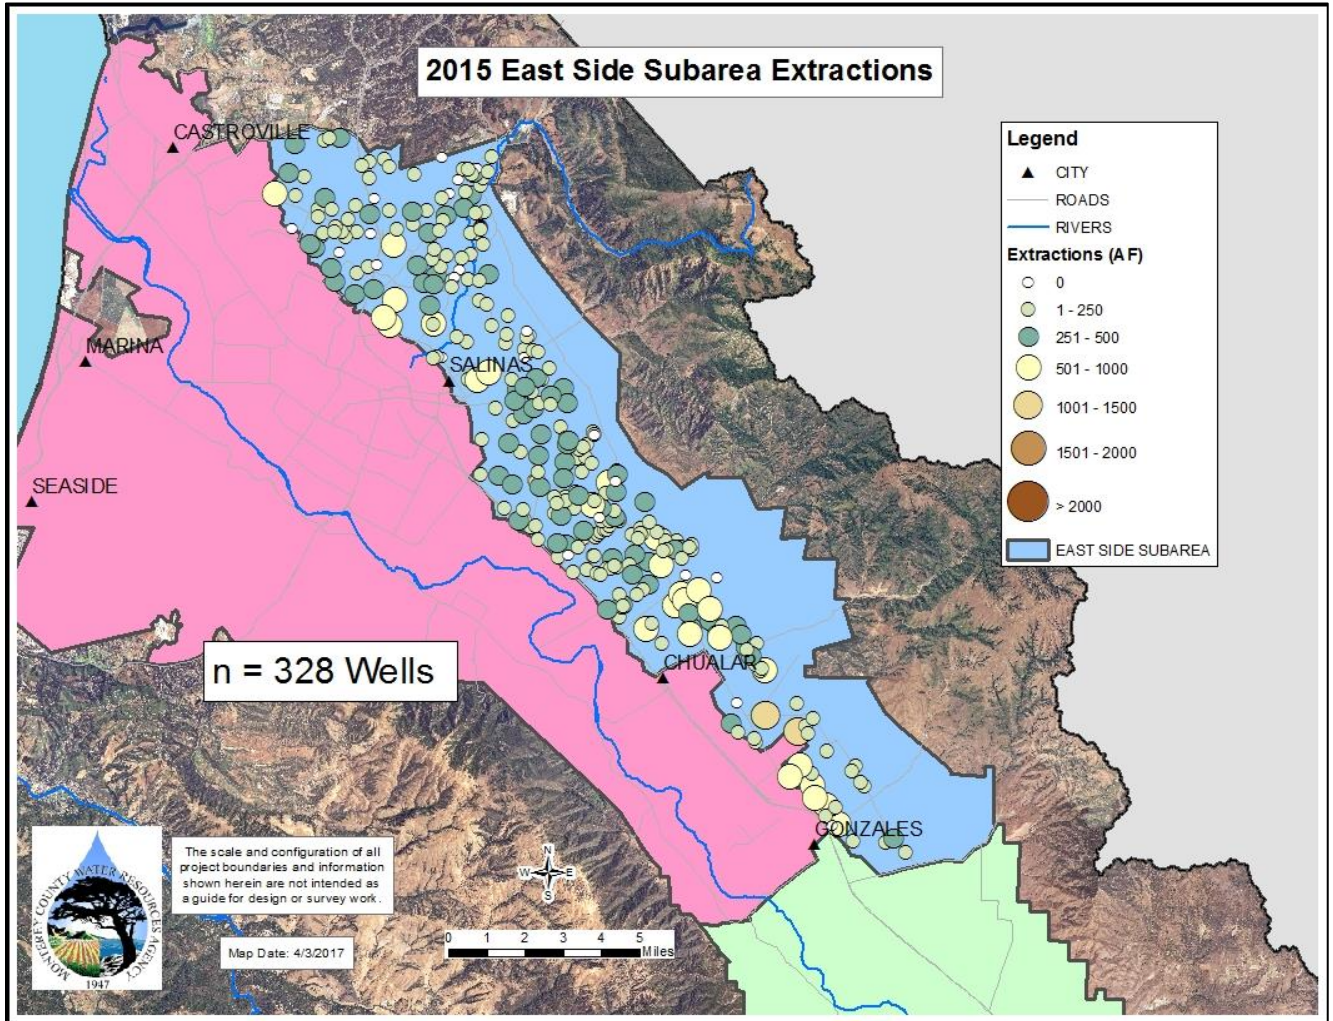 2015 East Side Subarea Extractions
CASTROVILLE
MARINA
SALINAS
SEASIDE
CHUALAR
GONZALES
n = 328 Wells
Legend
CITY
ROADS
RIVERS
Extractions (AF)
0
1 - 250
251 - 500
501 - 1000
1001 - 1500
1501 - 2000
> 2000
EAST SIDE SUBAREA
MONTEREY COUNTY WATER RESOURCES AGENCY
1947
The scale and configuration of all
project boundaries and information
shown herein are not intended as
a guide for design or survey work.
Map Date: 4/3/2017
N
W E
S
0 1 2 3 4 5
Miles